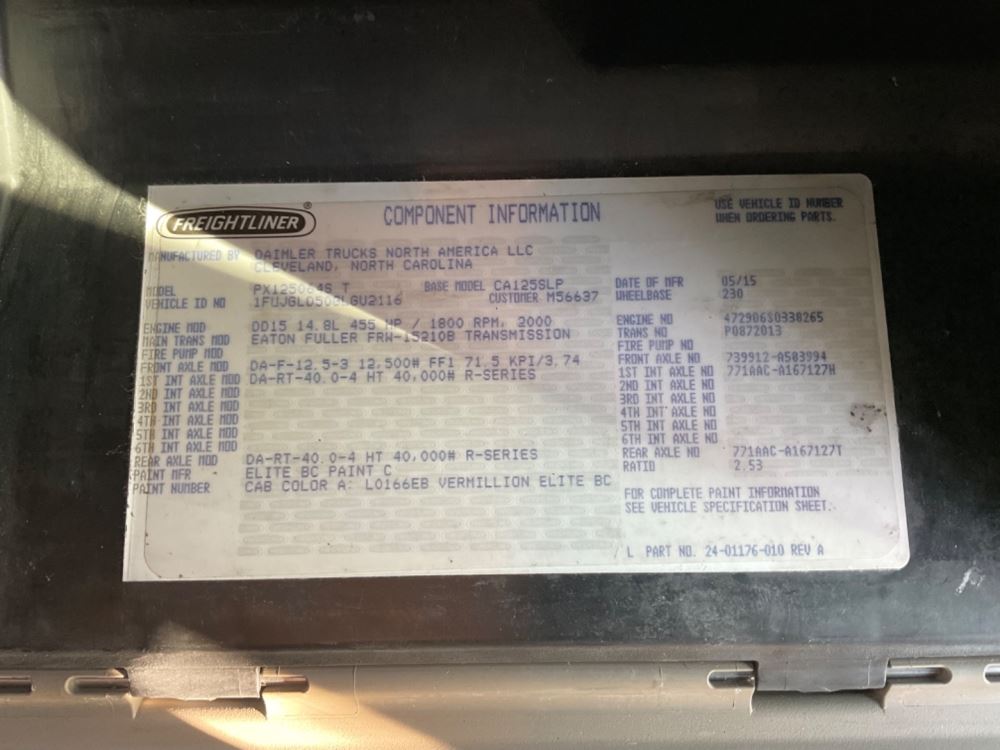 FREIGHTLINER®
COMPONENT INFORMATION
USE VEHICLE ID NUMBER
WHEN ORDERING PARTS.
MANUFACTURED BY DAIMLER TRUCKS NORTH AMERICA LLC
CLEVELAND, NORTH CAROLINA
MODEL PX125064S T BASE MODEL CA125SLP DATE OF MFR 05/15
VEHICLE ID NO CUSTOMER M56637 WHEELBASE 230
ENGINE MOD DD15 14.8L 455 HP / 1800 RPM, 2000 ENGINE NO 472906S0330265
MAIN TRANS MOD EATON FULLER FRW-15210B TRANSMISSION TRANS NO P0872013
FIRE PUMP MOD FIRE PUMP NO
FRONT AXLE MOD DA-F-12.5-3 12,500# FF1 71.5 KPI/3.74 FRONT AXLE NO 739912-A503994
1ST INT AXLE MOD DA-RT-40.0-4 HT 40,000# R-SERIES 1ST INT AXLE NO 771AAC-A167127H
2ND INT AXLE MOD 2ND INT AXLE NO
3RD INT AXLE MOD 3RD INT AXLE NO
4TH INT AXLE MOD 4TH INT AXLE NO
5TH INT AXLE MOD 5TH INT AXLE NO
6TH INT AXLE MOD 6TH INT AXLE NO
REAR AXLE MOD DA-RT-40.0-4 HT 40,000# R-SERIES REAR AXLE NO 771AAC-A167127T
PAINT MFR ELITE BC PAINT C RATIO 2.53
PAINT NUMBER CAB COLOR A: L0166EB VERMILLION ELITE BC
FOR COMPLETE PAINT INFORMATION
SEE VEHICLE SPECIFICATION SHEET.
L PART NO. 24-01176-010 REV A